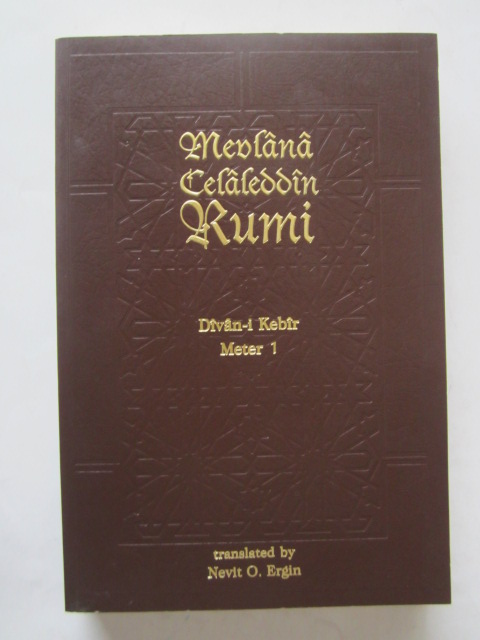 Mevlânâ
Celâleddîn
Rumi
Dîvân-i Kebîr
Meter 1
translated by
Nevit O. Ergin